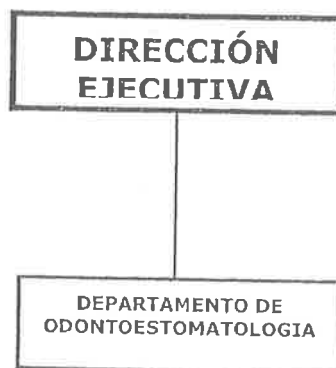 DIRECCIÓN
EJECUTIVA
DEPARTAMENTO DE
ODONTOESTOMATOLOGIA